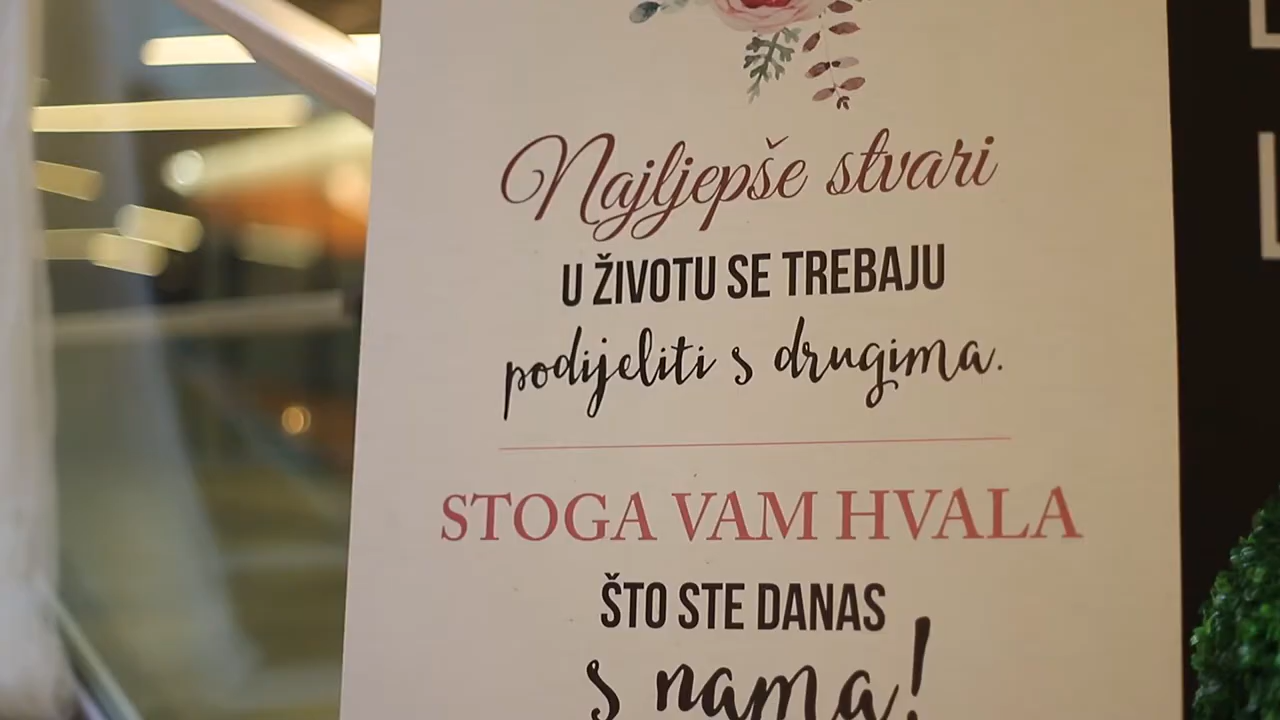 Najljepše stvari
U ŽIVOTU SE TREBAJU
podijeliti s drugima.
STOGA VAM HVALA
ŠTO STE DANAS
s nama!